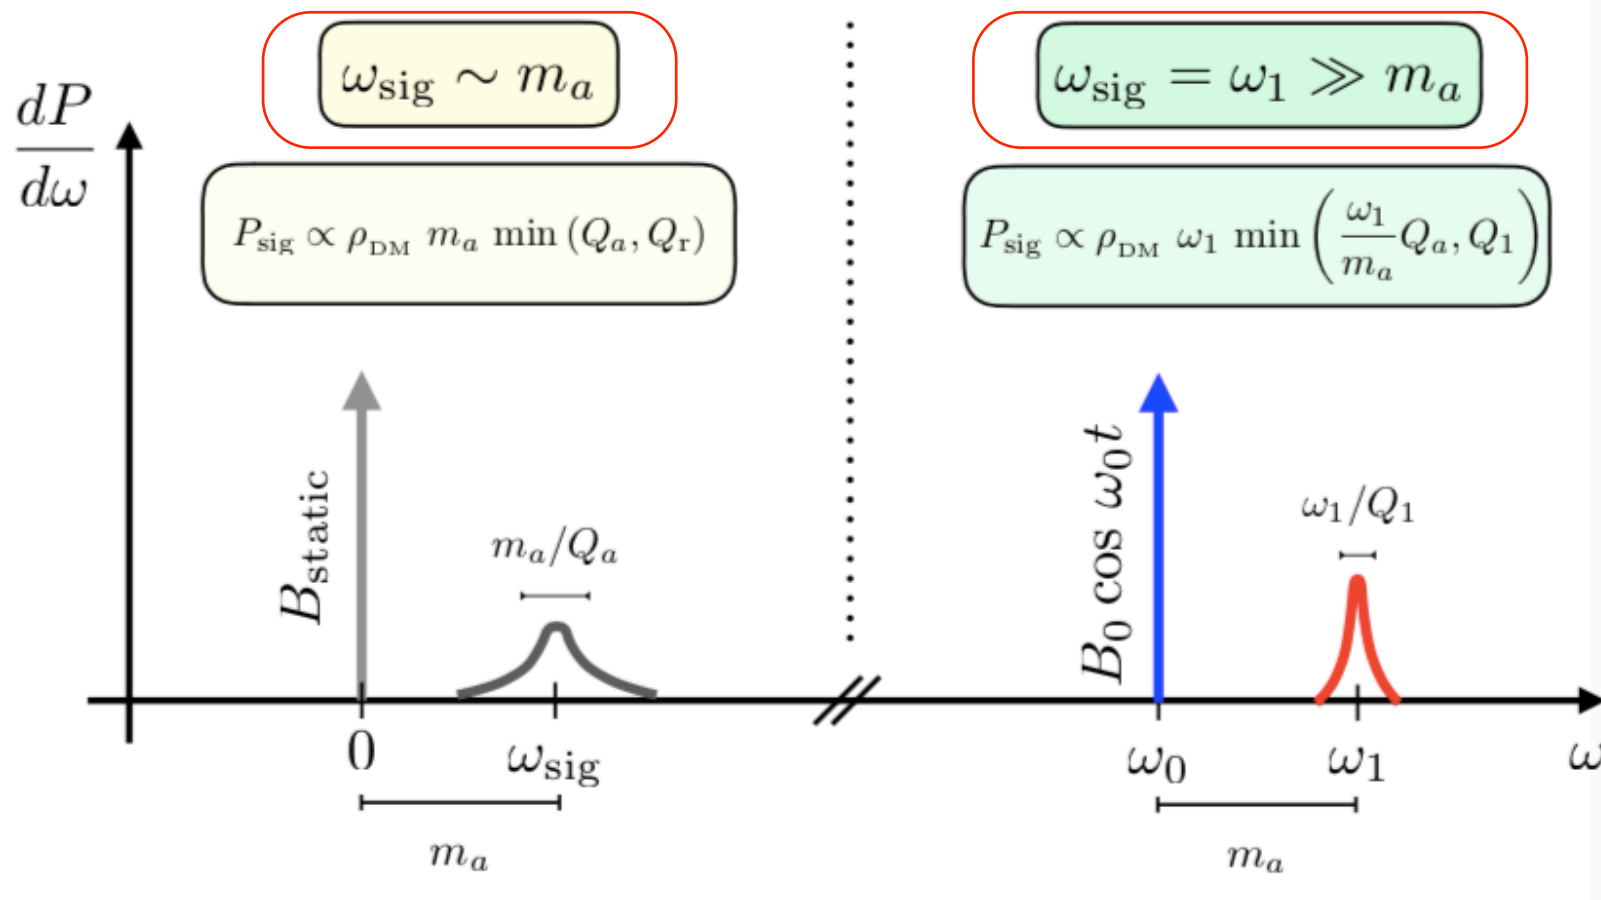 ω_sig ∼ m_a
ω_sig = ω_1 ≫ m_a
dP/dω
P_sig ∝ ρ_DM m_a min (Q_a, Q_r)
P_sig ∝ ρ_DM ω_1 min (ω_1/m_a Q_a, Q_1)
B_static
m_a/Q_a
B_0 cos ω_0 t
ω_1/Q_1
0
ω_sig
ω_0
ω_1
ω
m_a
m_a